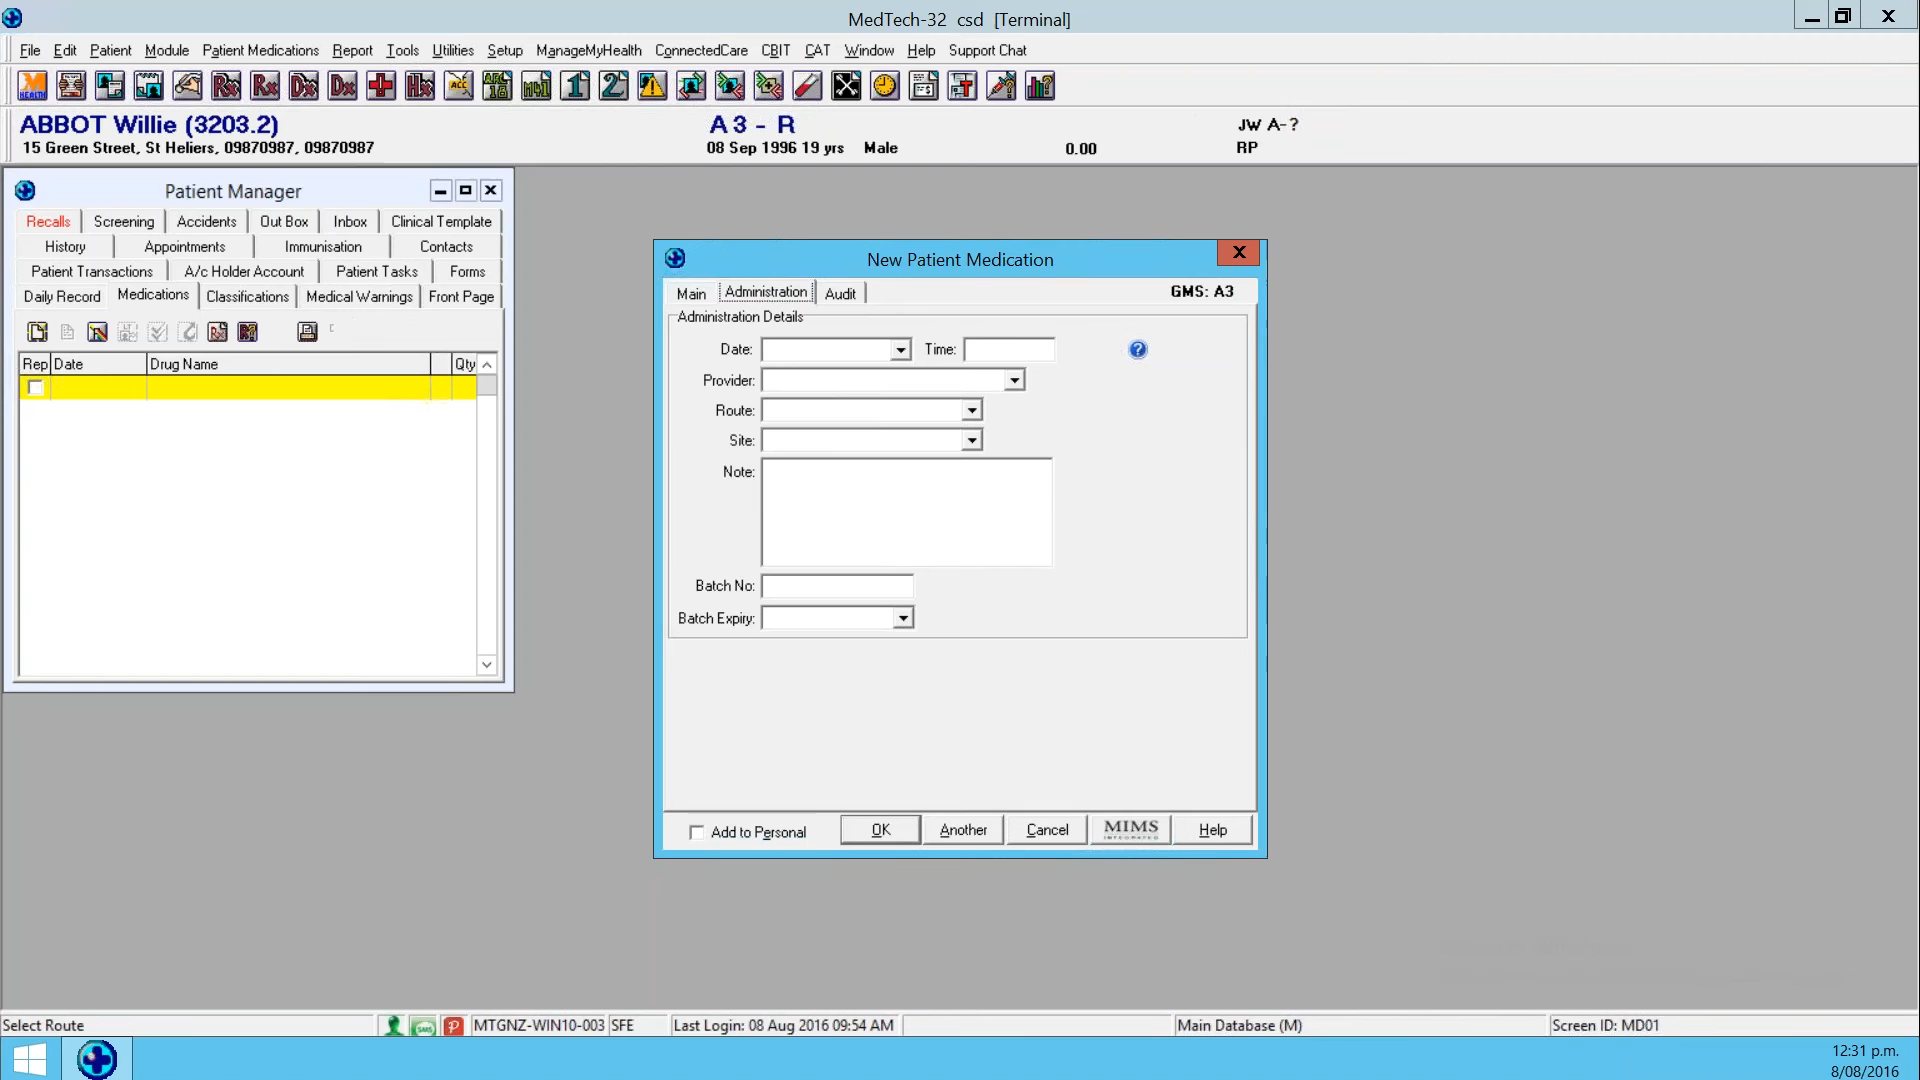 MedTech-32 csd [Terminal]
File Edit Patient Module Patient Medications Report Tools Utilities Setup ManageMyHealth ConnectedCare CBIT CAT Window Help Support Chat
ABBOT Willie (3203.2) A 3 - R JW A-?
15 Green Street, St Heliers, 09870987, 09870987 08 Sep 1996 19 yrs Male 0.00 RP
Patient Manager
Recalls Screening Accidents Out Box Inbox Clinical Template
History Appointments Immunisation Contacts
Patient Transactions A/c Holder Account Patient Tasks Forms
Daily Record Medications Classifications Medical Warnings Front Page
Rep Date Drug Name Qty
New Patient Medication
Main Administration Audit GMS: A3
Administration Details
Date: Time:
Provider:
Route:
Site:
Note:
Batch No:
Batch Expiry:
Add to Personal OK Another Cancel MIMS Help
Select Route MTGNZ-WIN10-003 SFE Last Login: 08 Aug 2016 09:54 AM Main Database (M) Screen ID: MD01
12:31 p.m.
8/08/2016